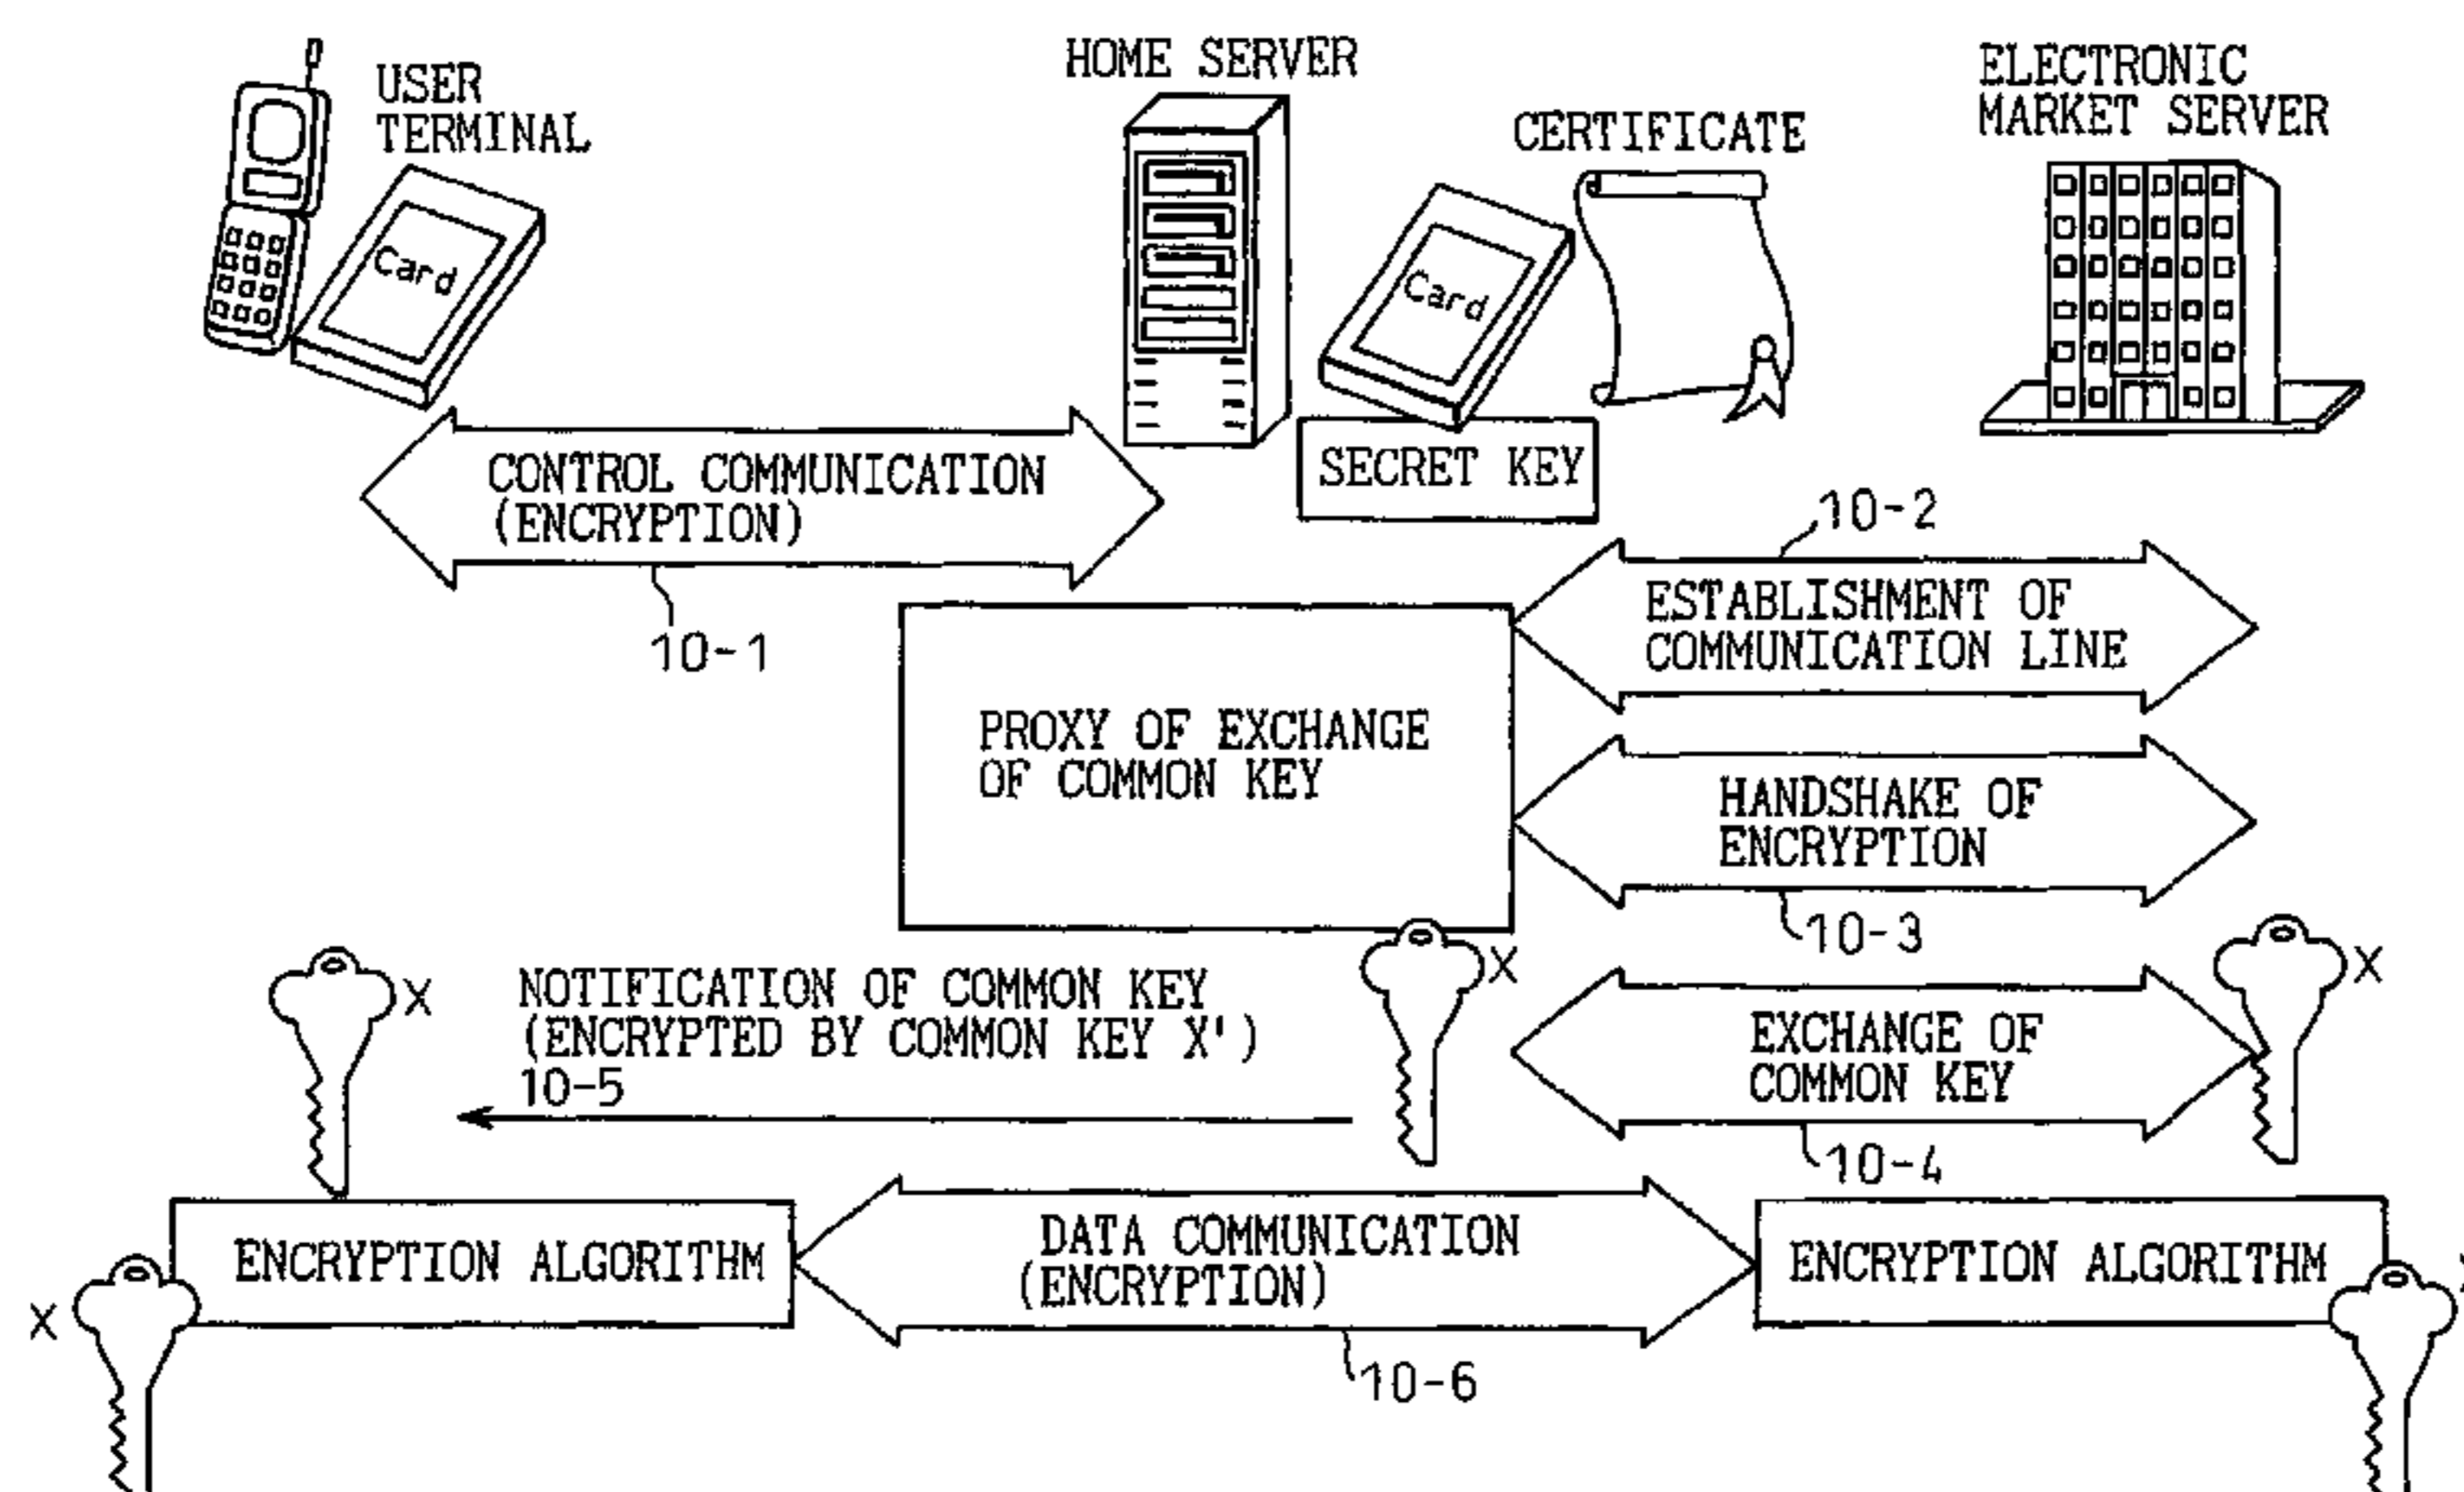 USER
TERMINAL
HOME SERVER
CERTIFICATE
ELECTRONIC
MARKET SERVER
Card
Card
SECRET KEY
CONTROL COMMUNICATION
(ENCRYPTION)
10-1
10-2
ESTABLISHMENT OF
COMMUNICATION LINE
PROXY OF EXCHANGE
OF COMMON KEY
HANDSHAKE OF
ENCRYPTION
10-3
X
NOTIFICATION OF COMMON KEY
(ENCRYPTED BY COMMON KEY X')
10-5
X
EXCHANGE OF
COMMON KEY
X
10-4
ENCRYPTION ALGORITHM
DATA COMMUNICATION
(ENCRYPTION)
ENCRYPTION ALGORITHM
X
10-6